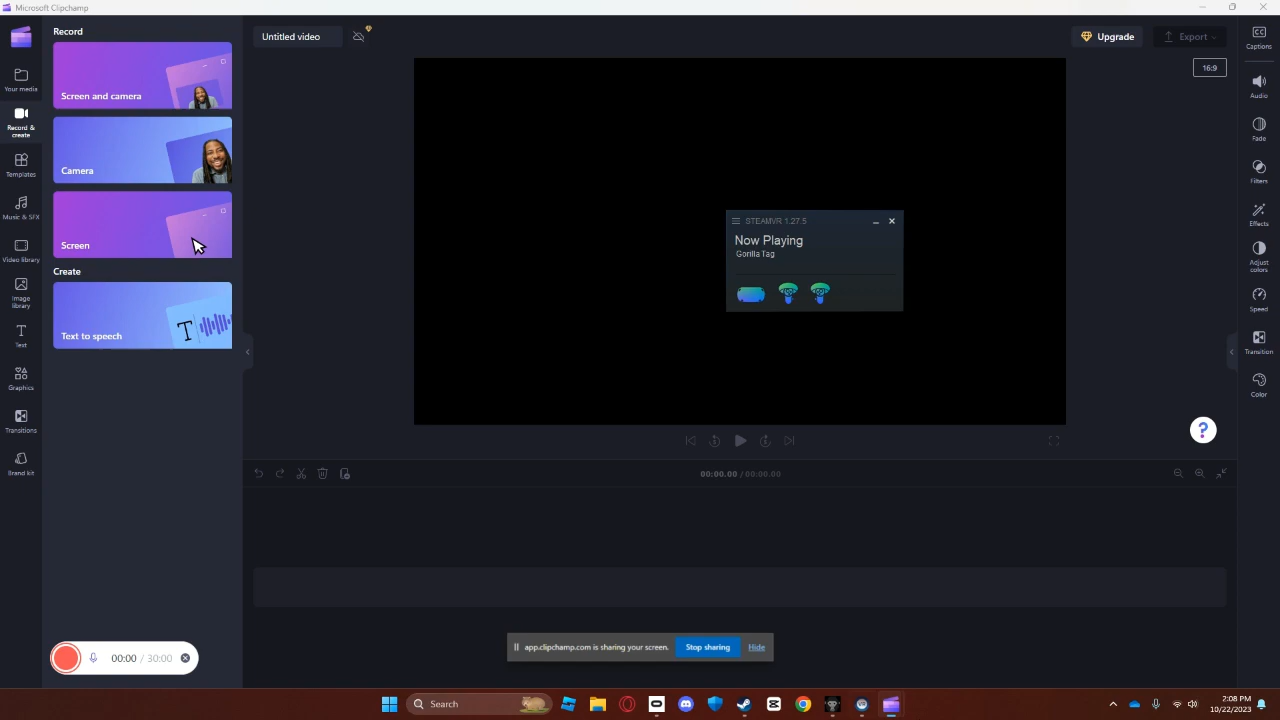 Microsoft Clipchamp
Record
Untitled video
Upgrade
Export
Captions
16:9
Your media
Screen and camera
Audio
Record &
create
Fade
Templates
Camera
Filters
Music & SFX
Effects
STEAMVR 1.27.5
Now Playing
Gorilla Tag
Video library
Screen
Adjust
colors
Create
Image
library
Speed
Text
Text to speech
Transition
Graphics
Color
Transitions
?
Brand kit
00:00.00 / 00:00.00
00:00 / 30:00
app.clipchamp.com is sharing your screen.
Stop sharing
Hide
Search
2:08 PM
10/22/2023